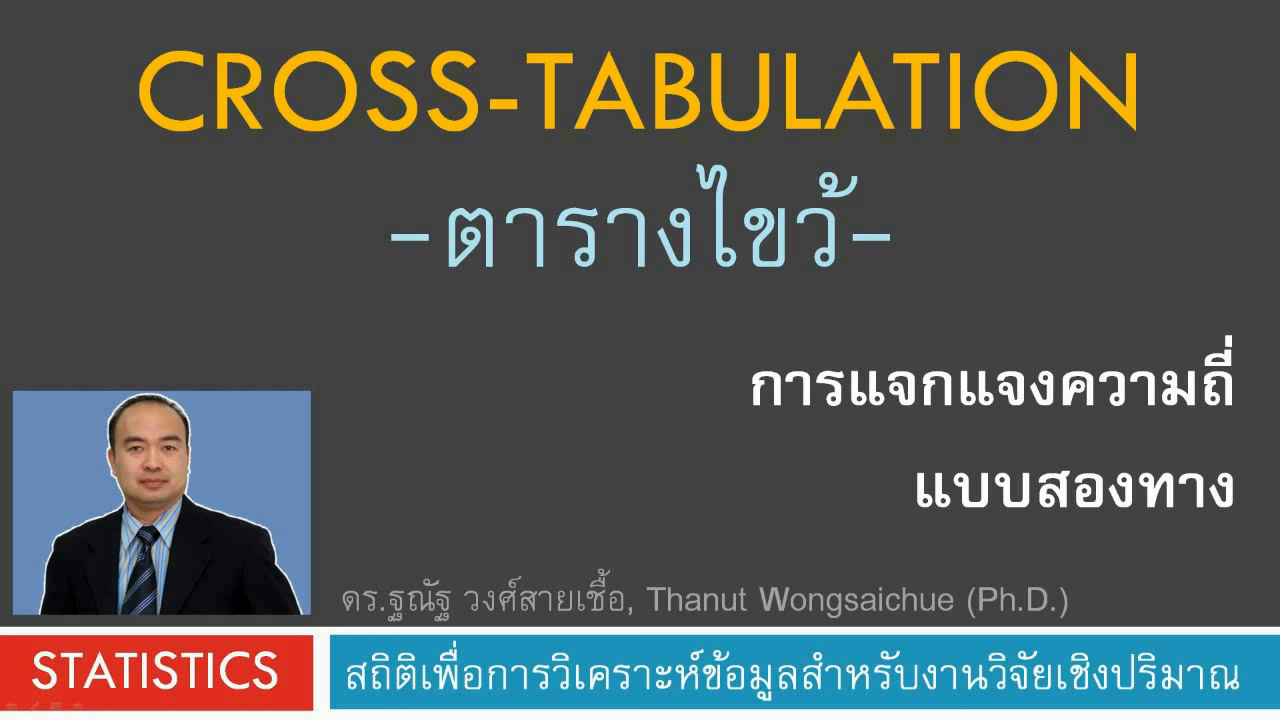 CROSS-TABULATION
-ตารางไขว้-
การแจกแจงความถี่
แบบสองทาง
ดร.ฐณัฐ วงศ์สายเชื้อ, Thanut Wongsaichue (Ph.D.)
STATISTICS
สถิติเพื่อการวิเคราะห์ข้อมูลสำหรับงานวิจัยเชิงปริมาณ